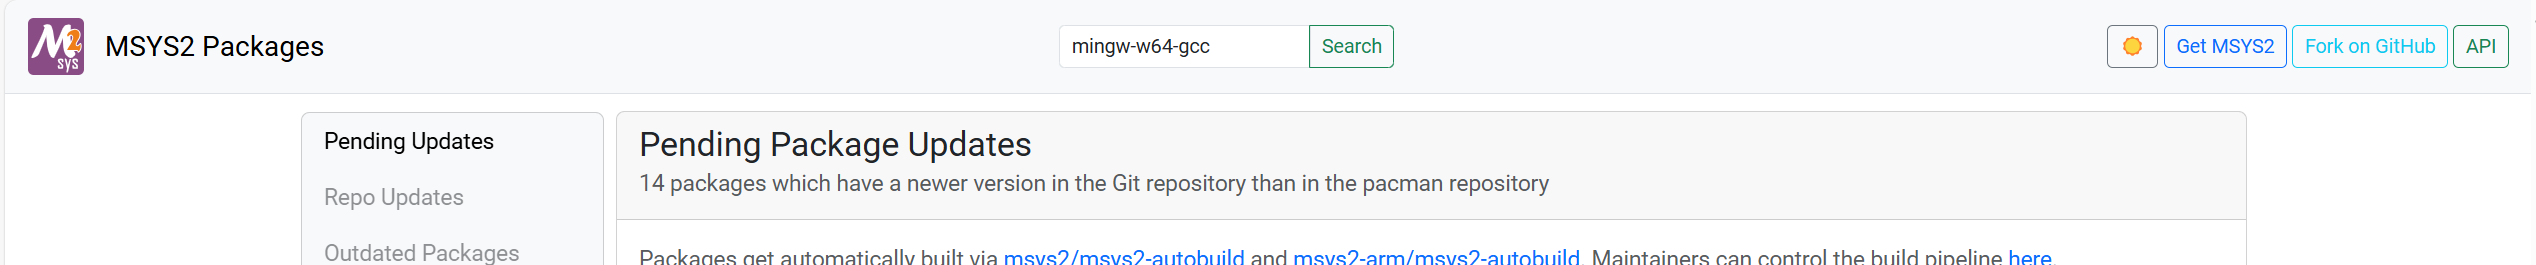 M2 sys
MSYS2 Packages
mingw-w64-gcc
Search
Get MSYS2
Fork on GitHub
API
Pending Updates
Repo Updates
Outdated Packages
Pending Package Updates
14 packages which have a newer version in the Git repository than in the pacman repository
Packages get automatically built via msys2/msys2-autobuild and msys2-arm/msys2-autobuild. Maintainers can control the build pipeline here.